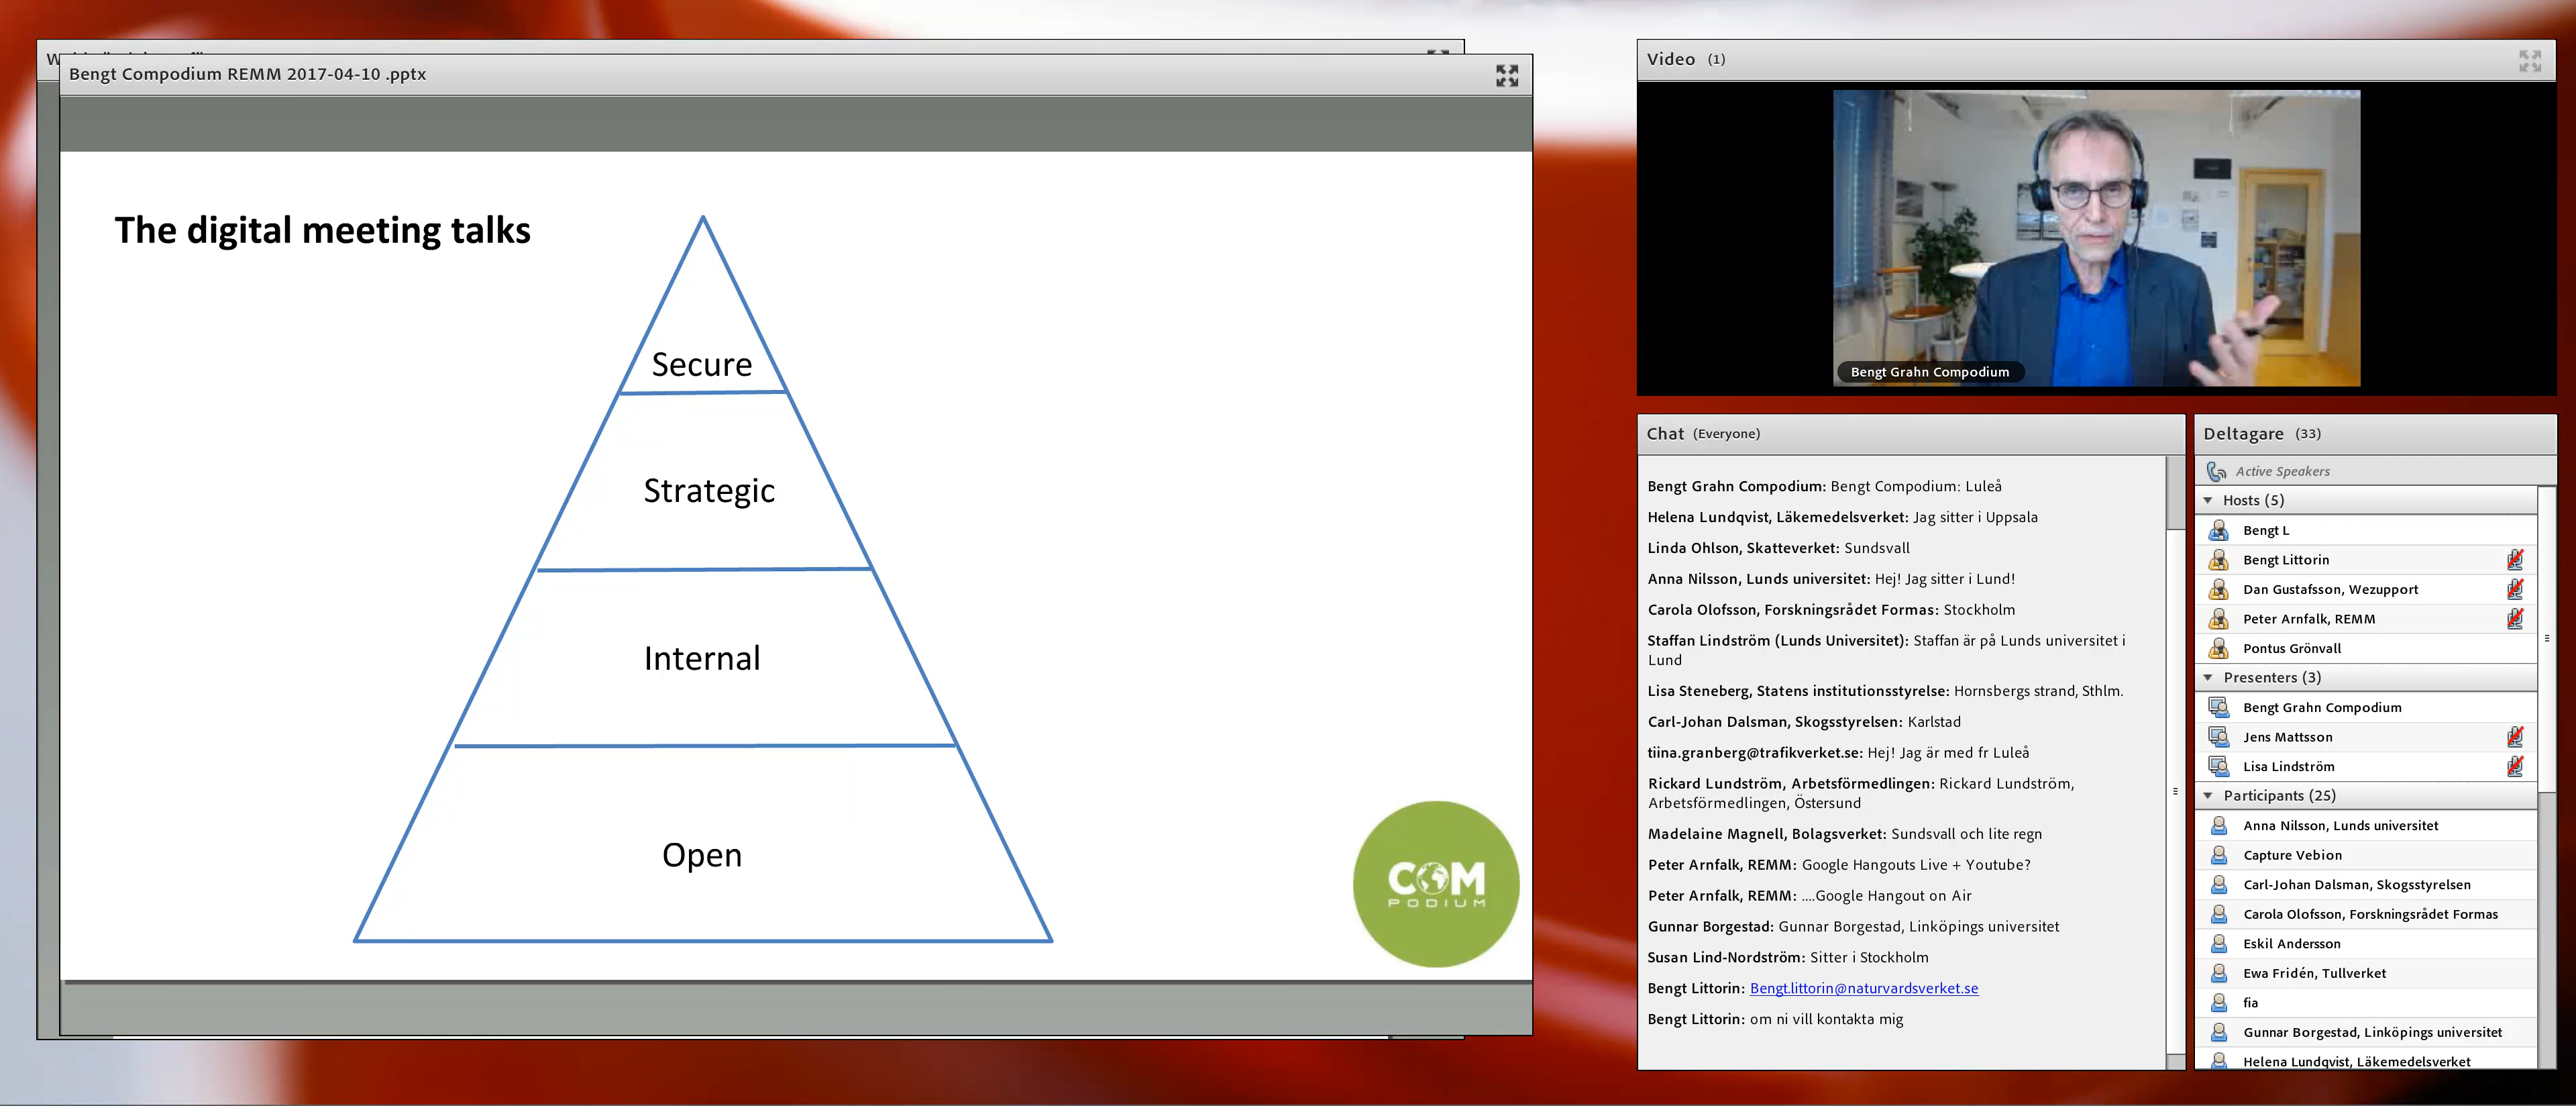 Bengt Compodium REMM 2017-04-10 .pptx
The digital meeting talks
Secure
Strategic
Internal
Open
COM
PODIUM
Video (1)
Bengt Grahn Compodium
Chat (Everyone)
Bengt Grahn Compodium: Bengt Compodium: Luleå
Helena Lundqvist, Läkemedelsverket: Jag sitter i Uppsala
Linda Ohlson, Skatteverket: Sundsvall
Anna Nilsson, Lunds universitet: Hej! Jag sitter i Lund!
Carola Olofsson, Forskningsrådet Formas: Stockholm
Staffan Lindström (Lunds Universitet): Staffan är på Lunds universitet i
Lund
Lisa Steneberg, Statens institutionsstyrelse: Hornsbergs strand, Sthlm.
Carl-Johan Dalsman, Skogsstyrelsen: Karlstad
tiina.granberg@trafikverket.se: Hej! Jag är med fr Luleå
Rickard Lundström, Arbetsförmedlingen: Rickard Lundström,
Arbetsförmedlingen, Östersund
Madelaine Magnell, Bolagsverket: Sundsvall och lite regn
Peter Arnfalk, REMM: Google Hangouts Live + Youtube?
Peter Arnfalk, REMM: ....Google Hangout on Air
Gunnar Borgestad: Gunnar Borgestad, Linköpings universitet
Susan Lind-Nordström: Sitter i Stockholm
Bengt Littorin: Bengt.littorin@naturvardsverket.se
Bengt Littorin: om ni vill kontakta mig
Deltagare (33)
Active Speakers
Hosts (5)
Bengt L
Bengt Littorin
Dan Gustafsson, Wezupport
Peter Arnfalk, REMM
Pontus Grönvall
Presenters (3)
Bengt Grahn Compodium
Jens Mattsson
Lisa Lindström
Participants (25)
Anna Nilsson, Lunds universitet
Capture Vebion
Carl-Johan Dalsman, Skogsstyrelsen
Carola Olofsson, Forskningsrådet Formas
Eskil Andersson
Ewa Fridén, Tullverket
fia
Gunnar Borgestad, Linköpings universitet
Helena Lundqvist, Läkemedelsverket